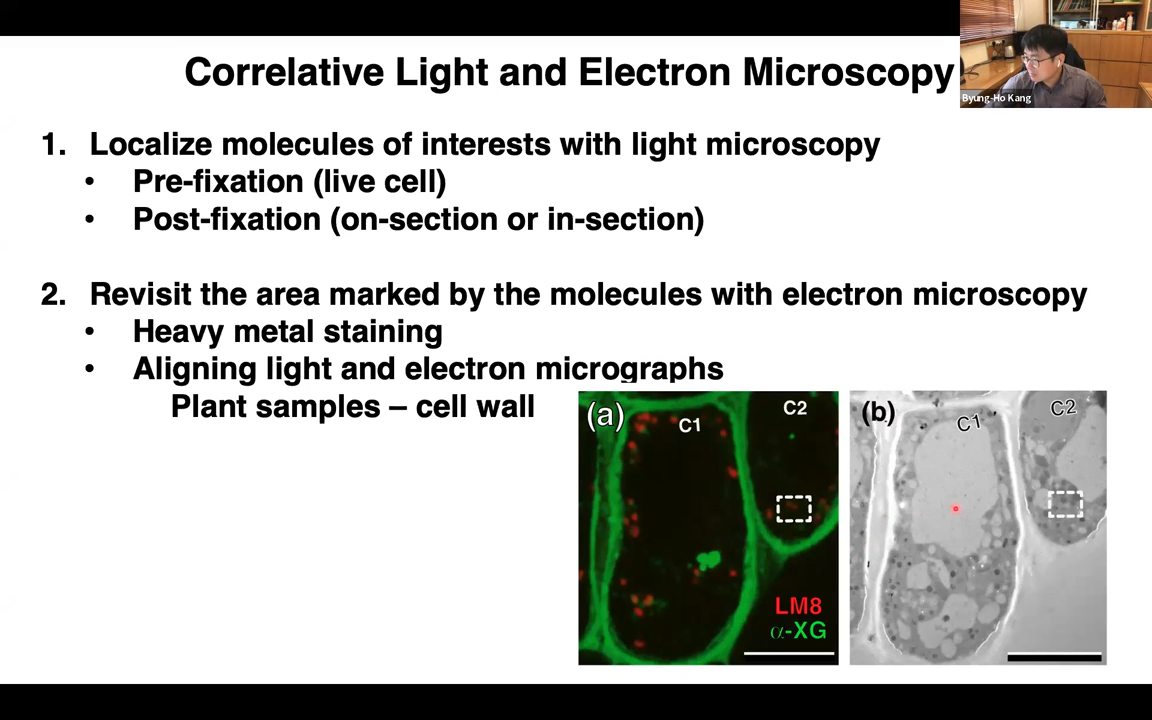 Correlative Light and Electron Microscopy
Byung-Ho Kang
1. Localize molecules of interests with light microscopy
• Pre-fixation (live cell)
• Post-fixation (on-section or in-section)
2. Revisit the area marked by the molecules with electron microscopy
• Heavy metal staining
• Aligning light and electron micrographs
Plant samples – cell wall
(a)
C1
C2
LM8
α-XG
(b)
C1
C2